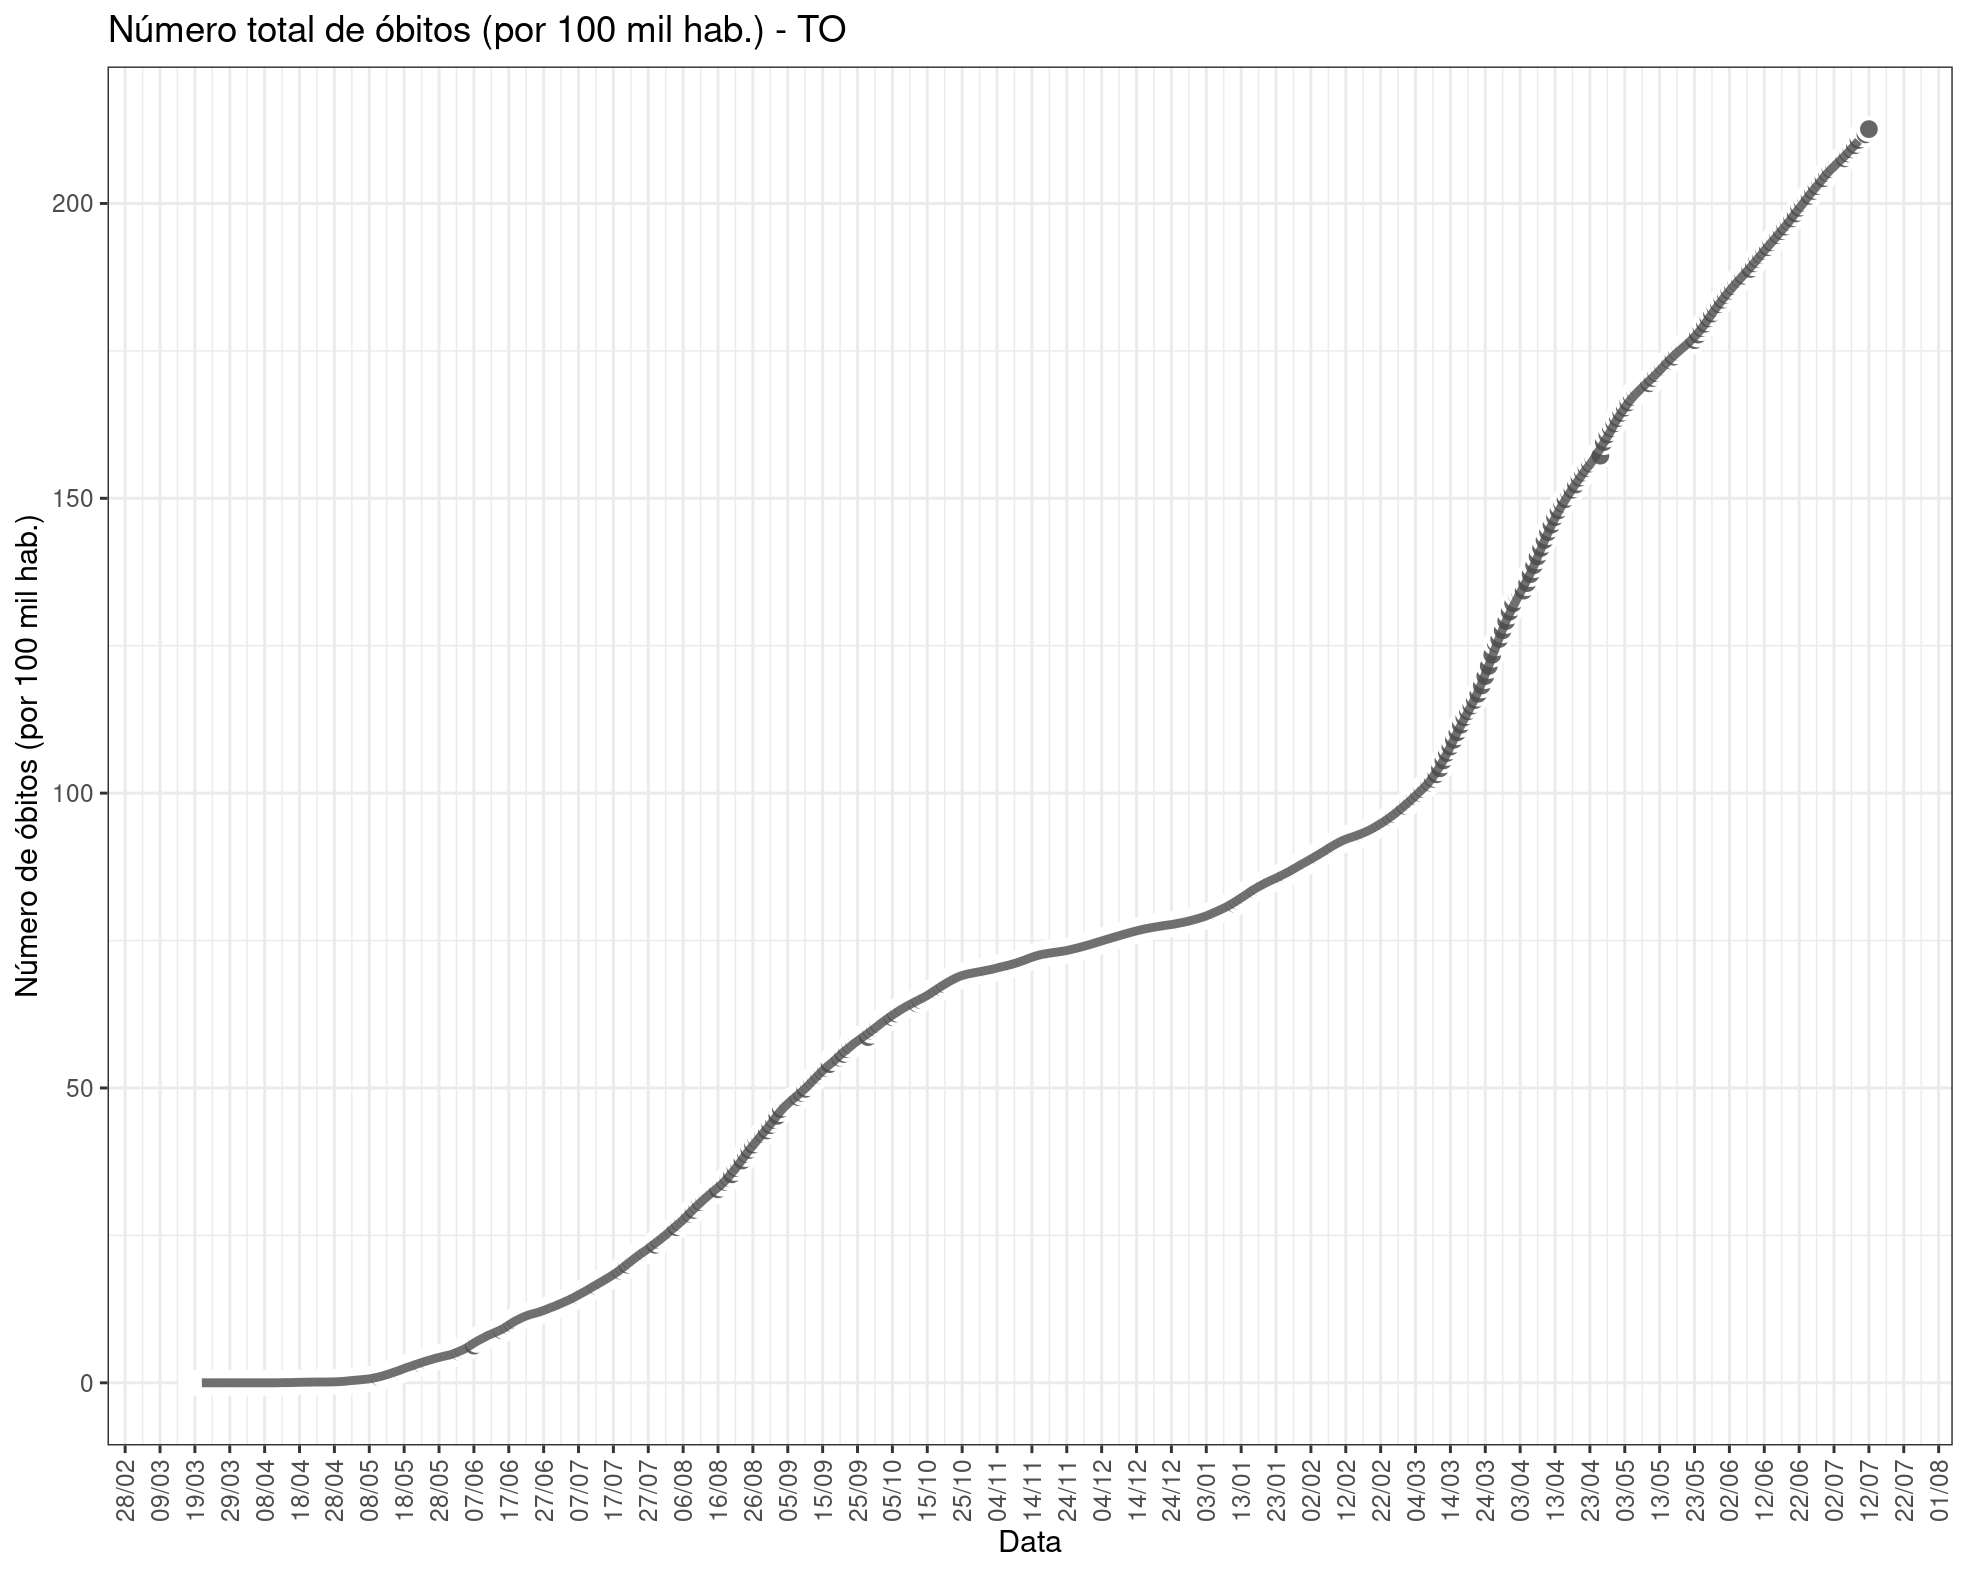 Número total de óbitos (por 100 mil hab.) - TO
Número de óbitos (por 100 mil hab.)
200
150
100
50
0
28/02 09/03 19/03 29/03 08/04 18/04 28/04 08/05 18/05 28/05 07/06 17/06 27/06 07/07 17/07 27/07 06/08 16/08 26/08 05/09 15/09 25/09 05/10 15/10 25/10 04/11 14/11 24/11 04/12 14/12 24/12 03/01 13/01 23/01 02/02 12/02 22/02 04/03 14/03 24/03 03/04 13/04 23/04 03/05 13/05 23/05 02/06 12/06 22/06 02/07 12/07 22/07 01/08
Data